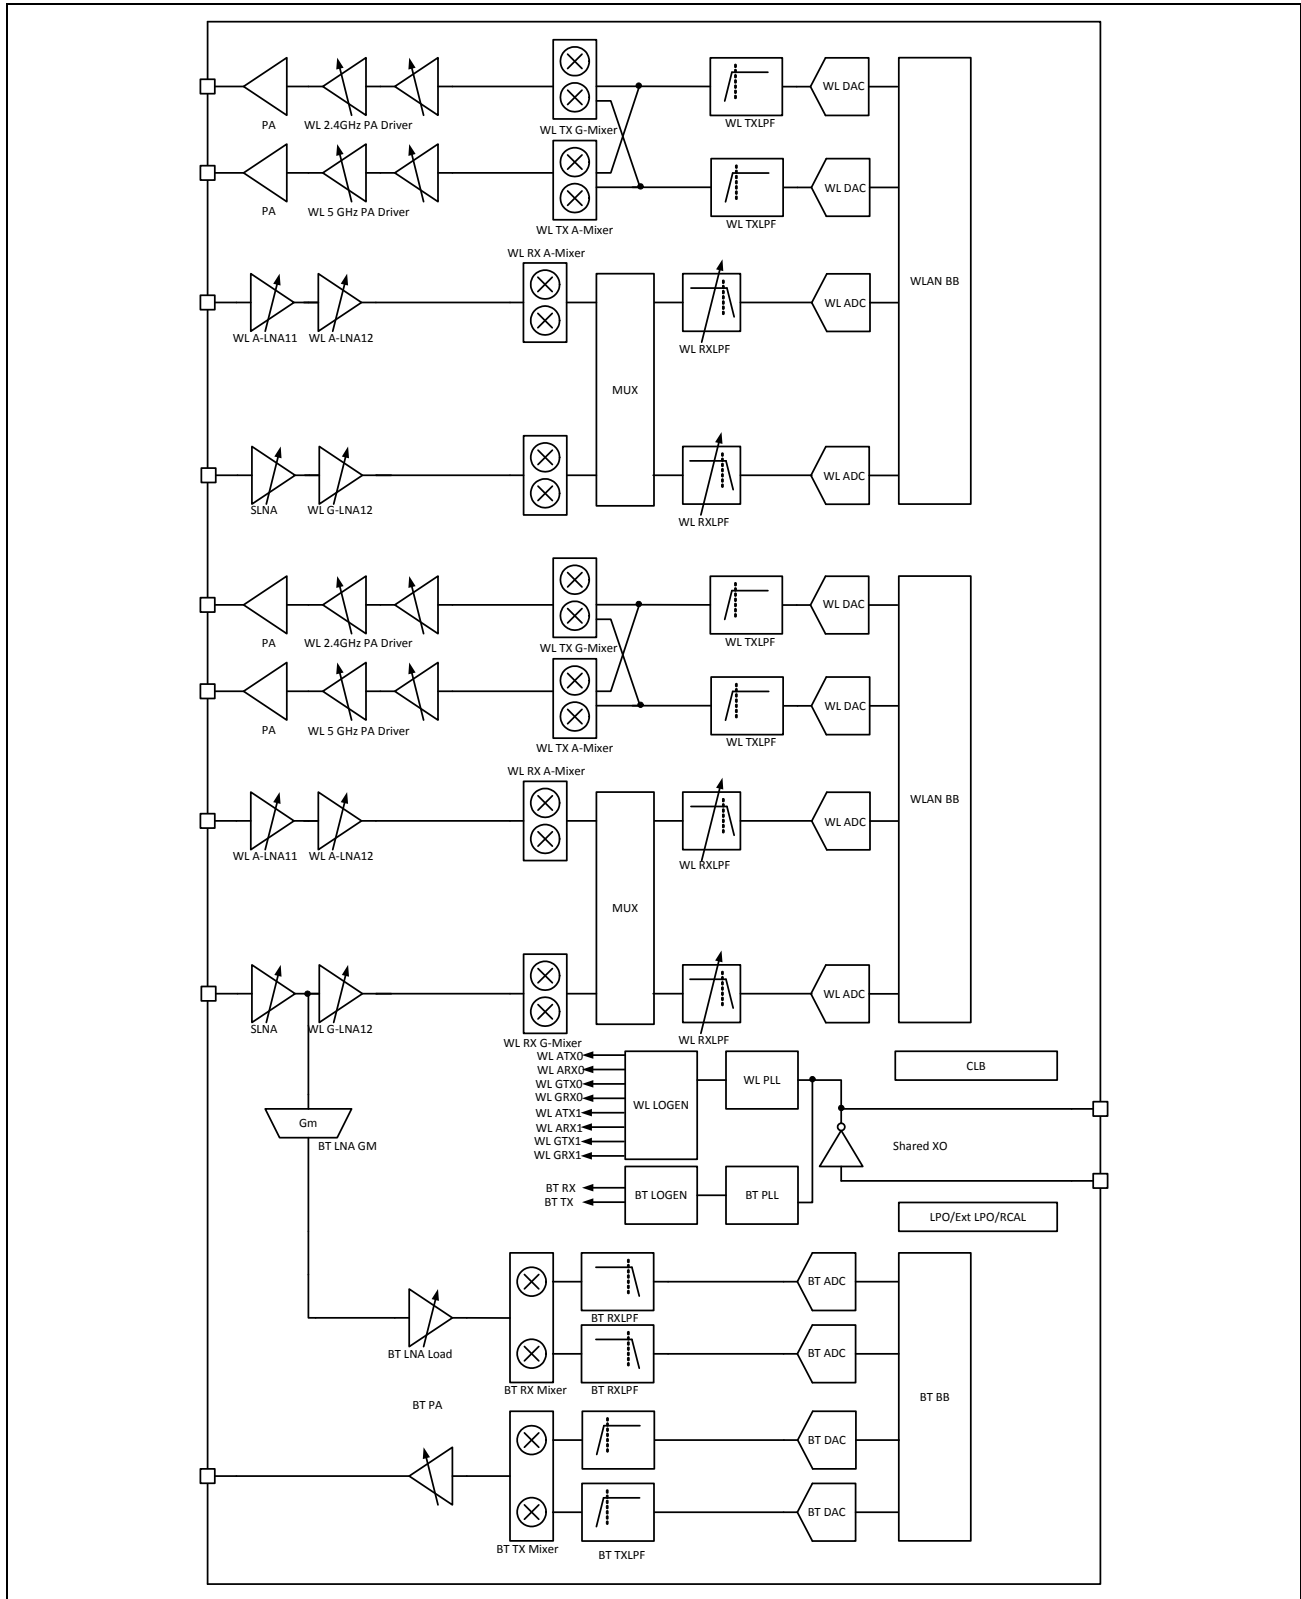 WL DAC
PA
WL 2.4GHz PA Driver
WL TX G-Mixer
WL TXLPF
WL DAC
PA
WL 5 GHz PA Driver
WL TX A-Mixer
WL TXLPF
WL RX A-Mixer
WLAN BB
WL ADC
WL A-LNA11
WL A-LNA12
WL RXLPF
MUX
WL ADC
SLNA
WL G-LNA12
WL RXLPF
WL DAC
PA
WL 2.4GHz PA Driver
WL TX G-Mixer
WL TXLPF
WL DAC
PA
WL 5 GHz PA Driver
WL TX A-Mixer
WL TXLPF
WL RX A-Mixer
WLAN BB
WL ADC
WL A-LNA11
WL A-LNA12
WL RXLPF
MUX
WL ADC
SLNA
WL G-LNA12
WL RX G-Mixer
WL RXLPF
WL ATX0
WL ARX0
WL GTX0
WL GRX0
WL ATX1
WL ARX1
WL GTX1
WL GRX1
WL LOGEN
WL PLL
CLB
Gm
BT LNA GM
Shared XO
BT RX
BT TX
BT LOGEN
BT PLL
LPO/Ext LPO/RCAL
BT ADC
BT RXLPF
BT LNA Load
BT ADC
BT RX Mixer
BT RXLPF
BT PA
BT BB
BT DAC
BT DAC
BT TX Mixer
BT TXLPF